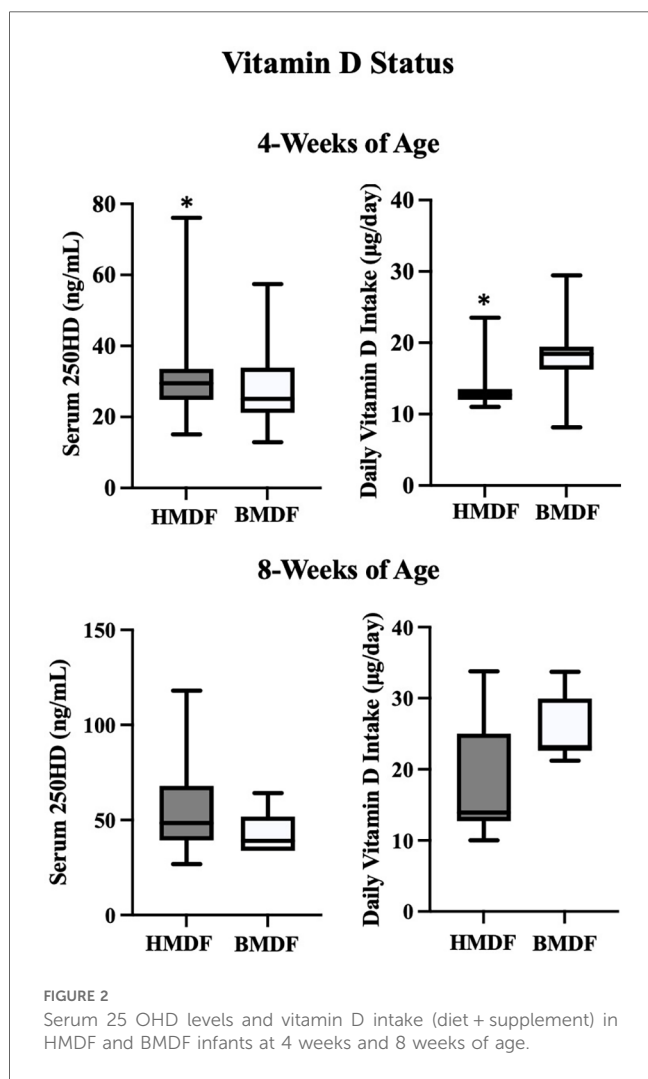 Vitamin D Status
4-Weeks of Age
Serum 250HD (ng/mL)
80
60
40
20
0
*
HMDF BMDF
Daily Vitamin D Intake (µg/day)
40
30
20
10
0
*
HMDF BMDF
8-Weeks of Age
Serum 250HD (ng/mL)
150
100
50
0
HMDF BMDF
Daily Vitamin D Intake (µg/day)
40
30
20
10
0
HMDF BMDF
FIGURE 2
Serum 25 OHD levels and vitamin D intake (diet + supplement) in
HMDF and BMDF infants at 4 weeks and 8 weeks of age.